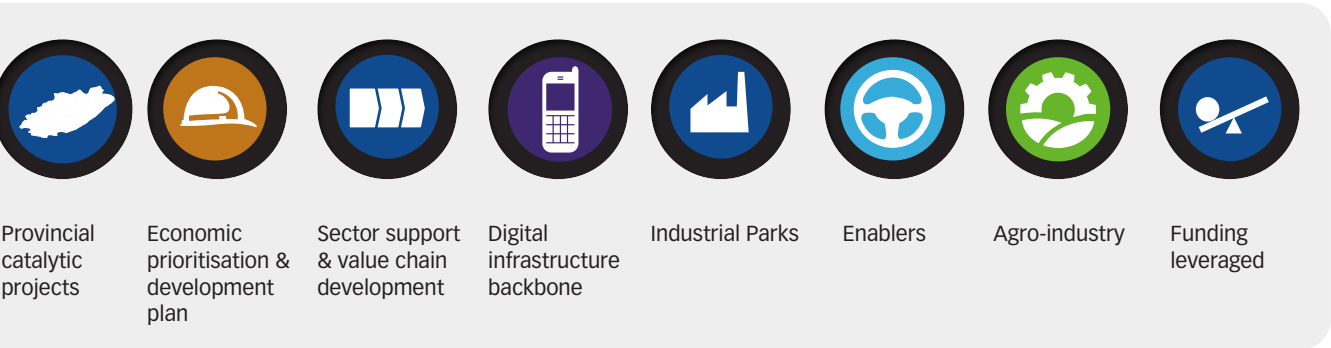 Provincial
catalytic
projects
Economic
prioritisation &
development
plan
Sector support
& value chain
development
Digital
infrastructure
backbone
Industrial Parks
Enablers
Agro-industry
Funding
leveraged